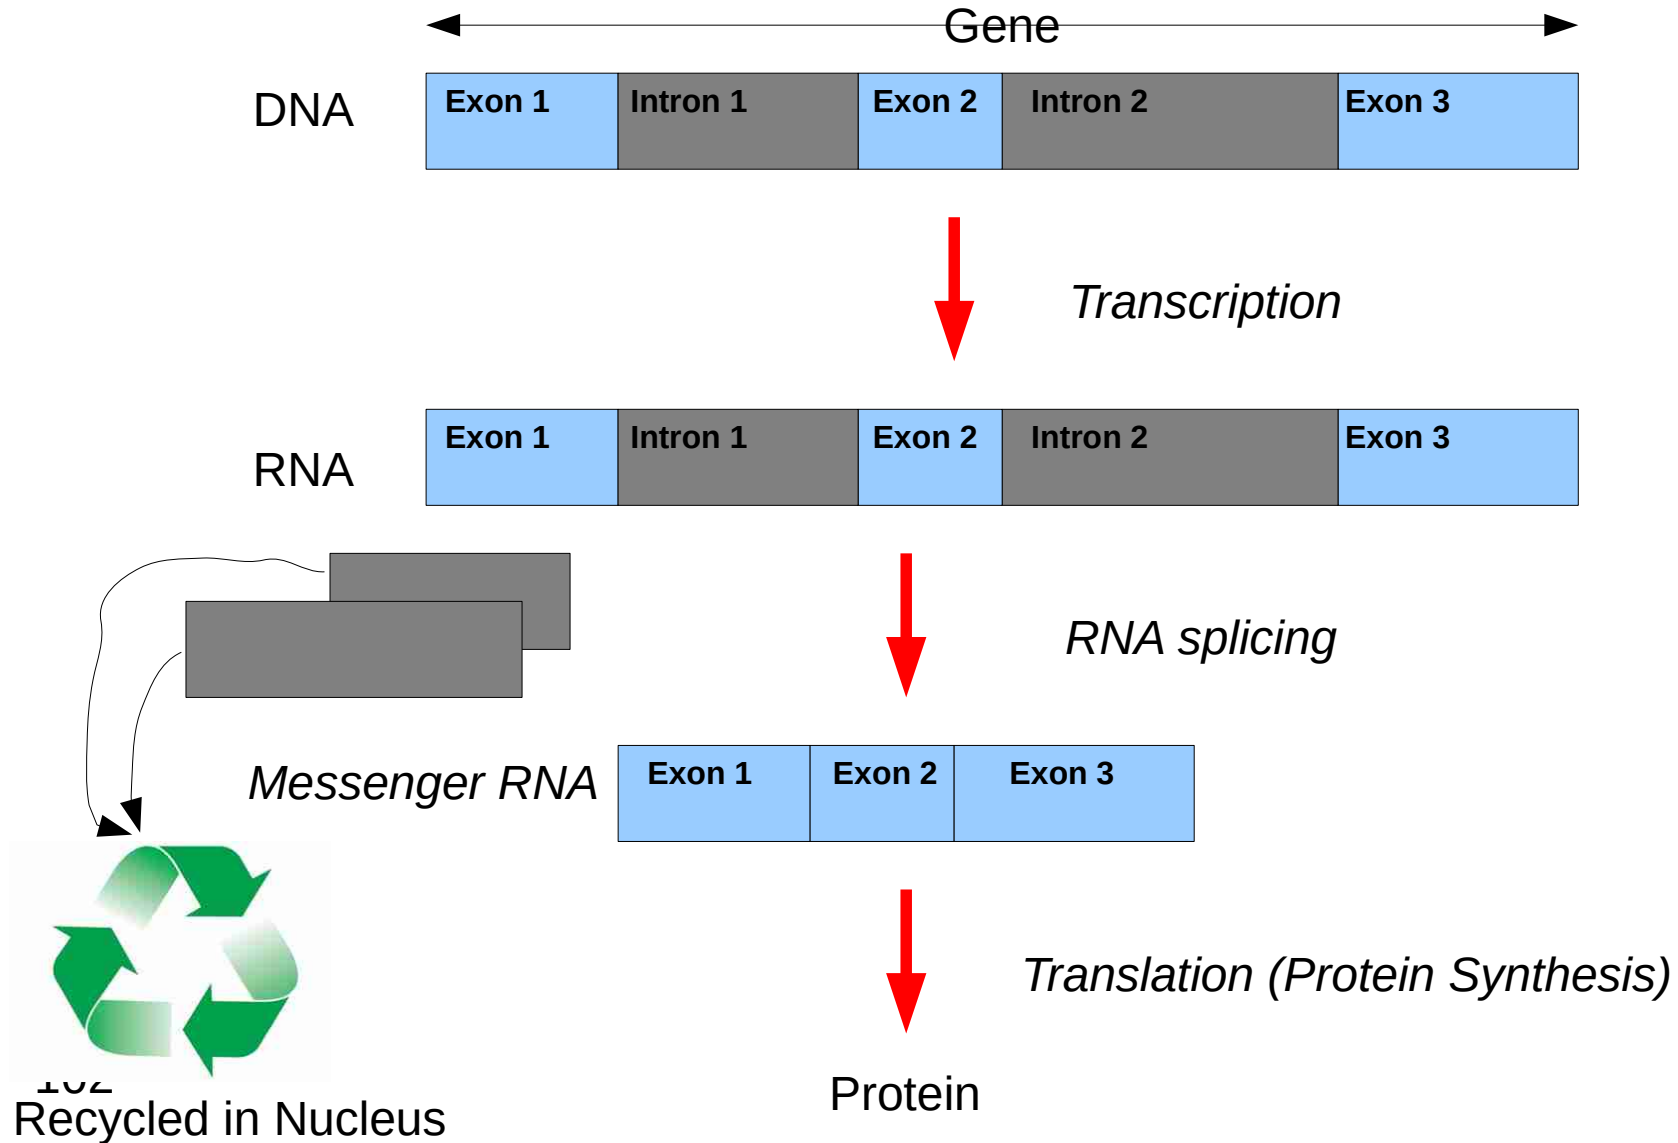 Gene
DNA
Exon 1 Intron 1 Exon 2 Intron 2 Exon 3
Transcription
RNA
Exon 1 Intron 1 Exon 2 Intron 2 Exon 3
RNA splicing
Messenger RNA
Exon 1 Exon 2 Exon 3
Translation (Protein Synthesis)
Protein
Recycled in Nucleus